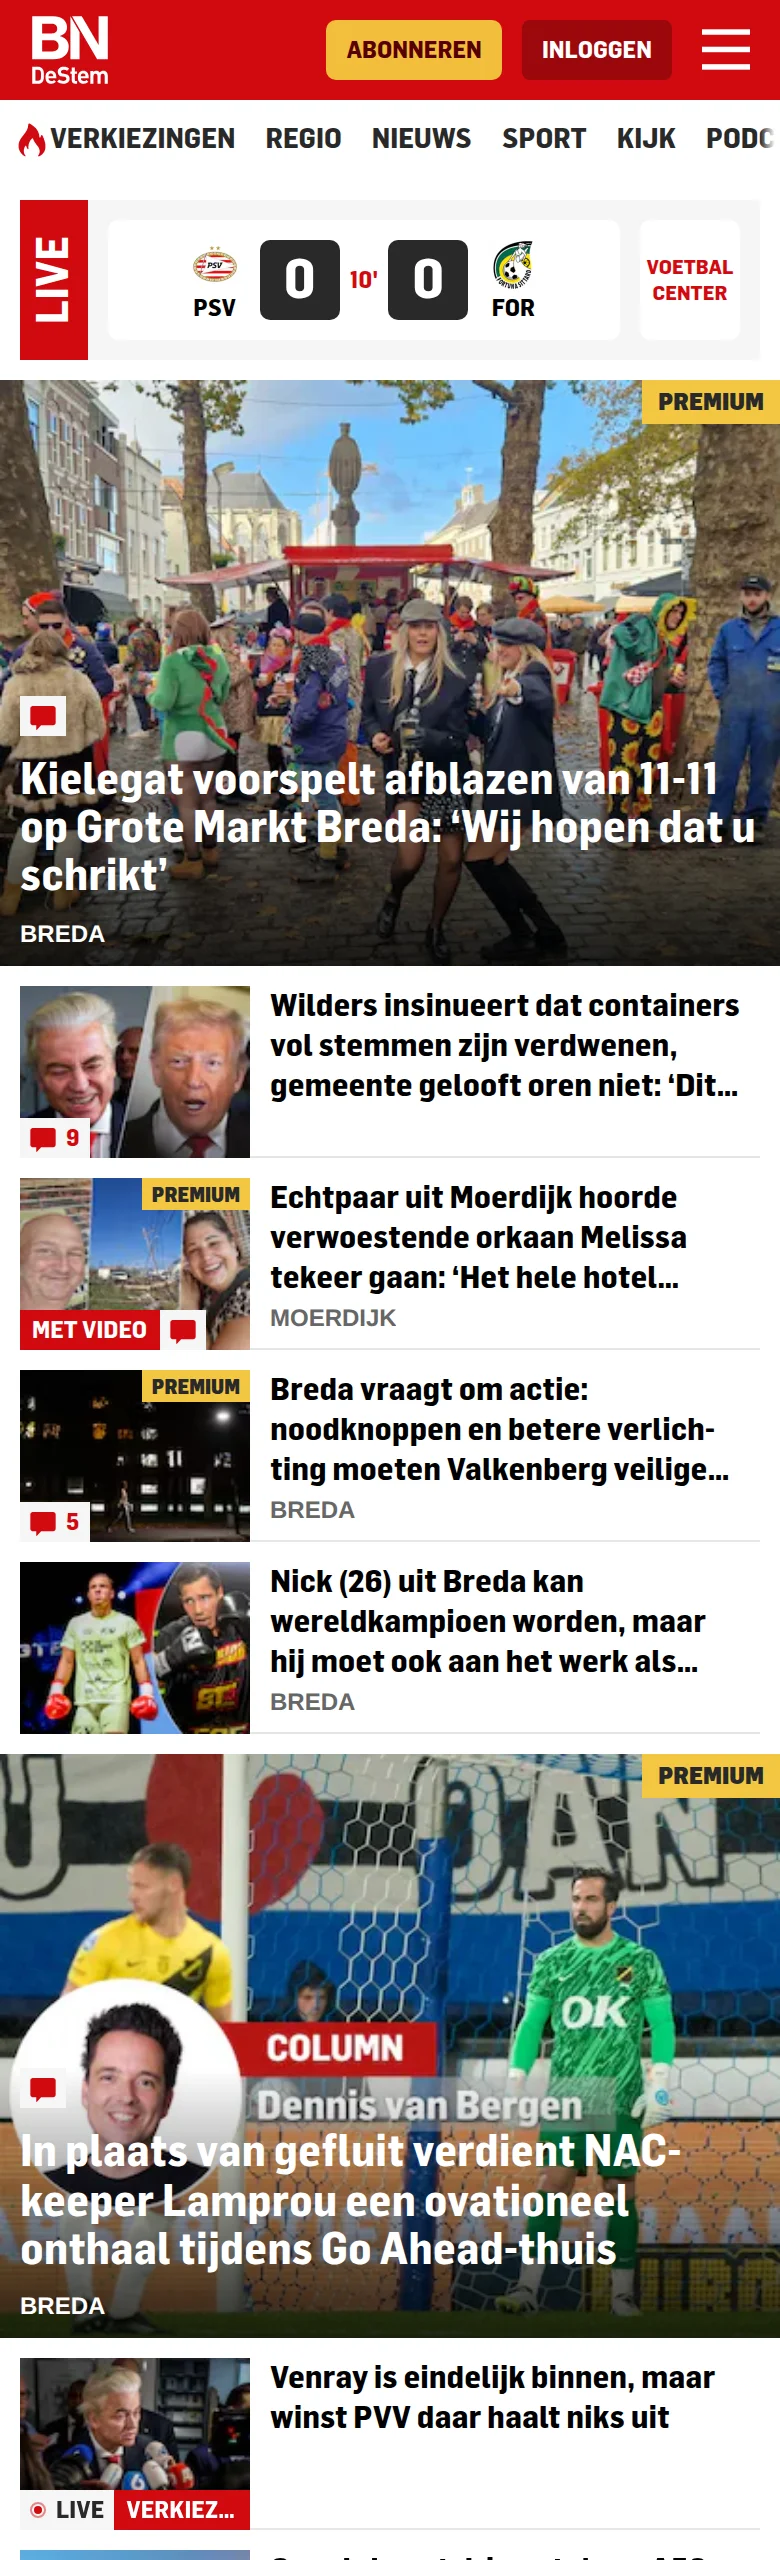 BN
DeStem
ABONNEREN
INLOGGEN
VERKIEZINGEN REGIO NIEUWS SPORT KIJK PODC
LIVE
PSV
0
10'
0
FOR
VOETBAL
CENTER
PREMIUM
Kielegat voorspelt afblazen van 11-11
op Grote Markt Breda: ‘Wij hopen dat u
schrikt’
BREDA
Wilders insinueert dat containers
vol stemmen zijn verdwenen,
gemeente gelooft oren niet: ‘Dit...
9
PREMIUM
MET VIDEO
Echtpaar uit Moerdijk hoorde
verwoestende orkaan Melissa
tekeer gaan: ‘Het hele hotel...
MOERDIJK
PREMIUM
5
Breda vraagt om actie:
noodknoppen en betere verlich-
ting moeten Valkenberg veilige...
BREDA
Nick (26) uit Breda kan
wereldkampioen worden, maar
hij moet ook aan het werk als...
BREDA
PREMIUM
OK
COLUMN
Dennis van Bergen
In plaats van gefluit verdient NAC-
keeper Lamprou een ovationeel
onthaal tijdens Go Ahead-thuis
BREDA
Venray is eindelijk binnen, maar
winst PVV daar haalt niks uit
LIVE
VERKIEZ...